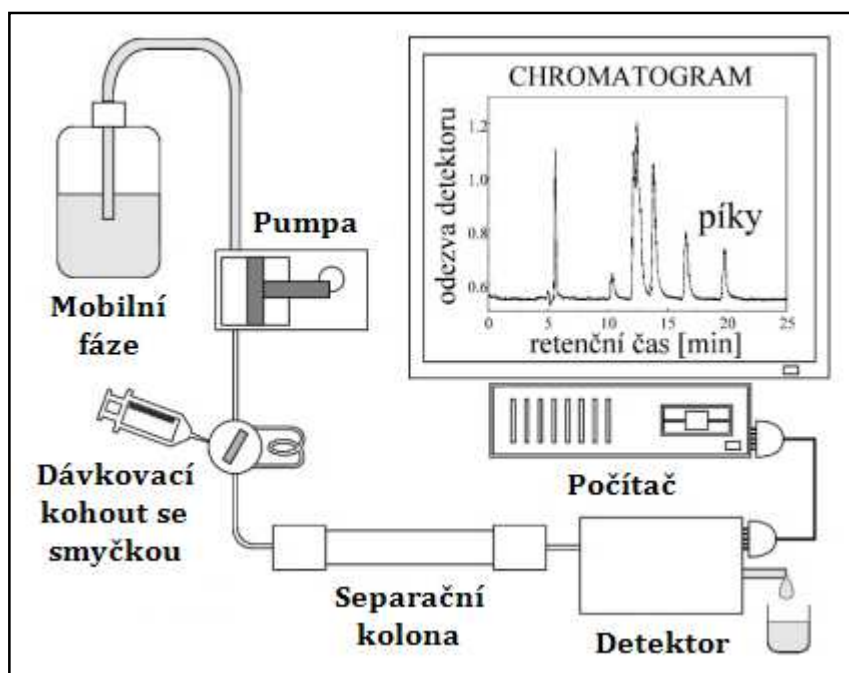 CHROMATOGRAM
odezva detektoru
1.2
1.0
0.8
0.6
píky
0
5
10
15
20
25
retenční čas [min]
Pumpa
Mobilní
fáze
Dávkovací
kohout se
smyčkou
Počítač
Separační
kolona
Detektor